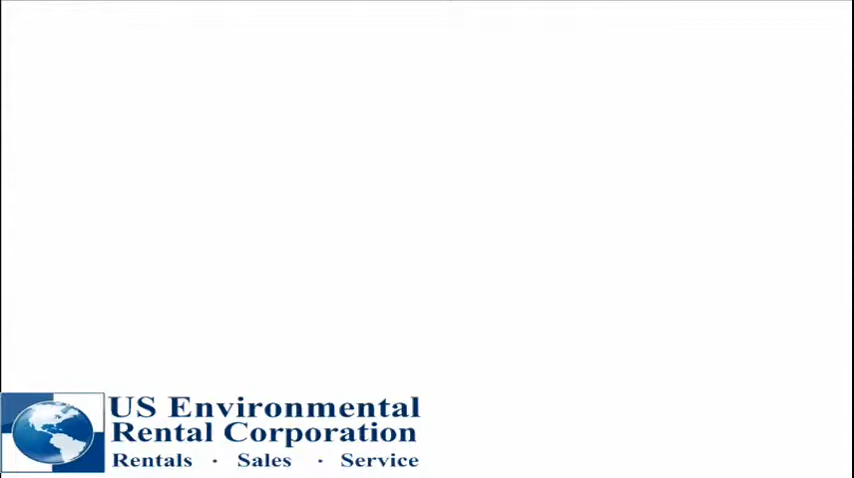 US Environmental
Rental Corporation
Rentals · Sales · Service